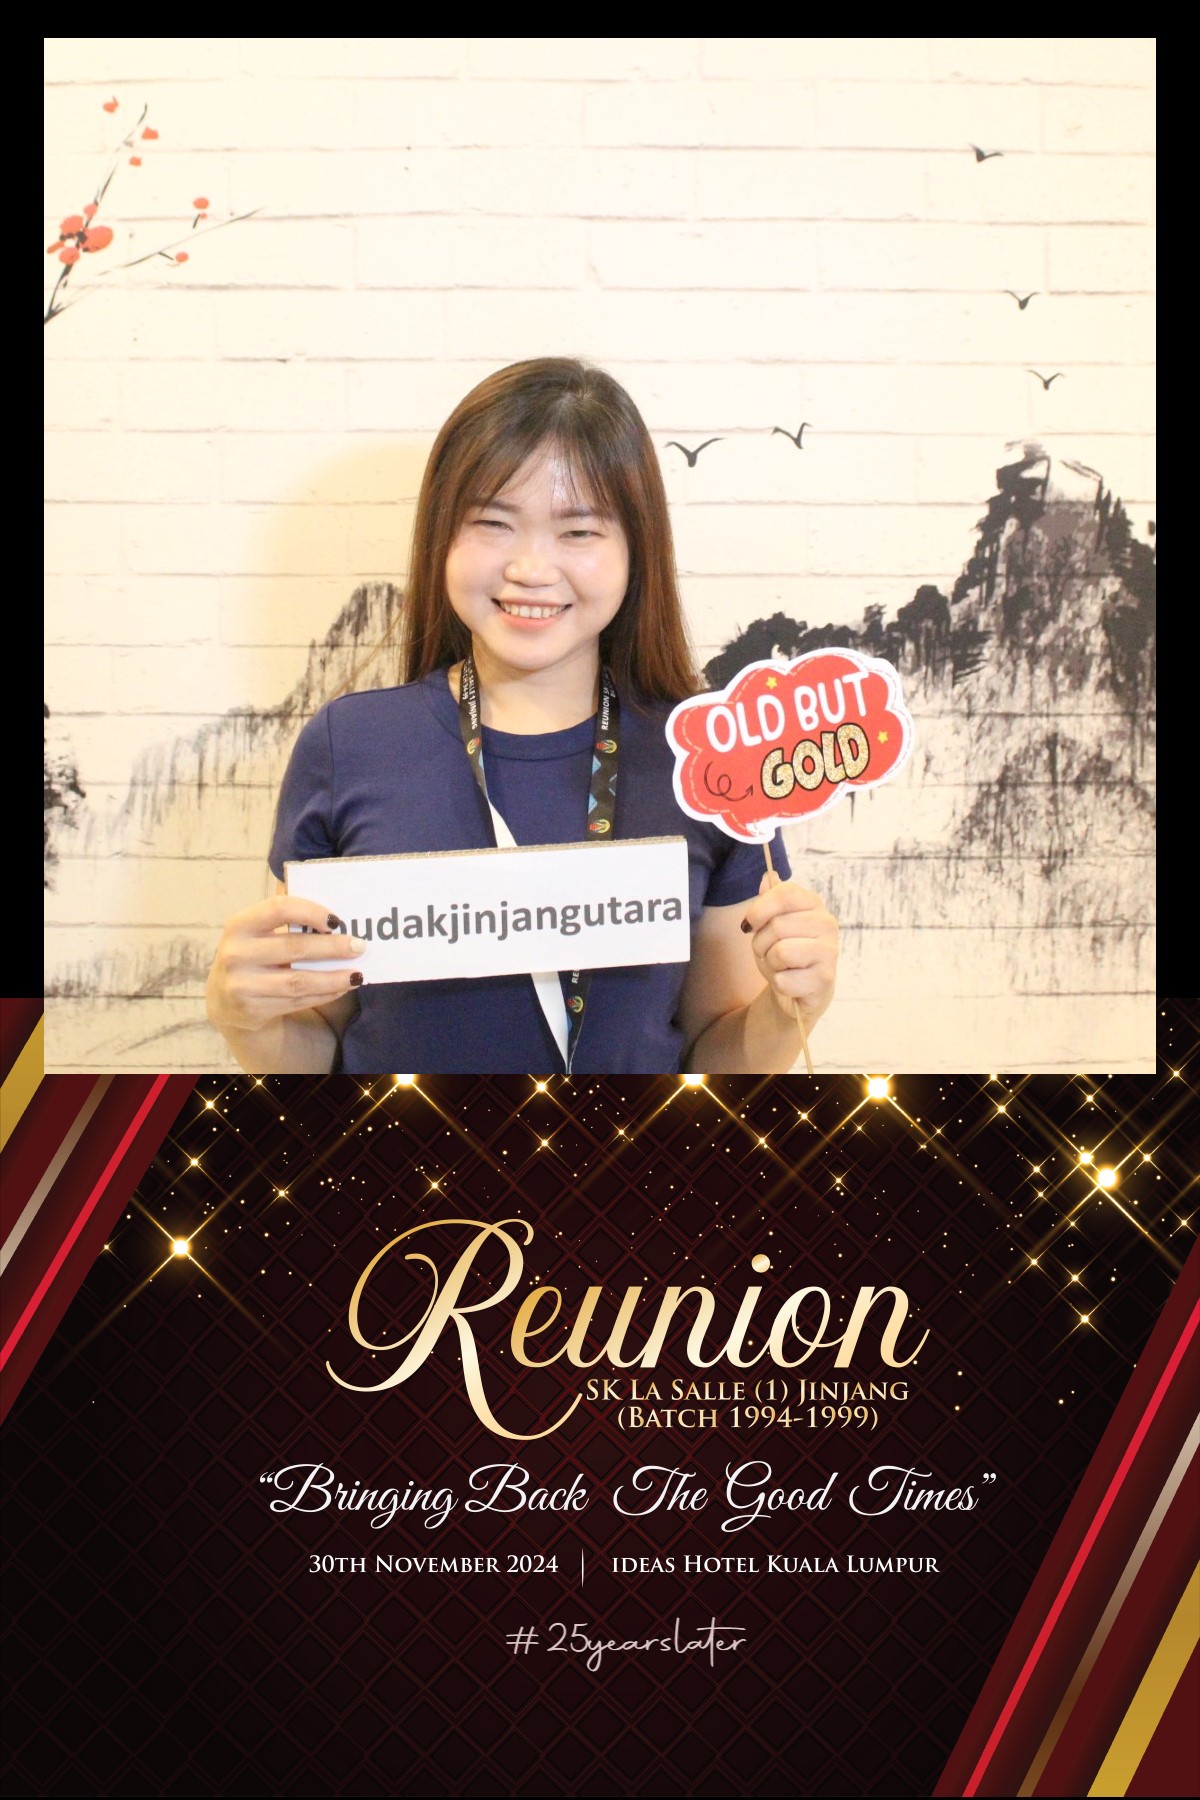 OLD BUT
GOLD
budakjinjangutara
Reunion
SK La Salle (1) Jinjang
(Batch 1994-1999)
“Bringing Back The Good Times”
30th November 2024 | ideas Hotel Kuala Lumpur
#25yearslater